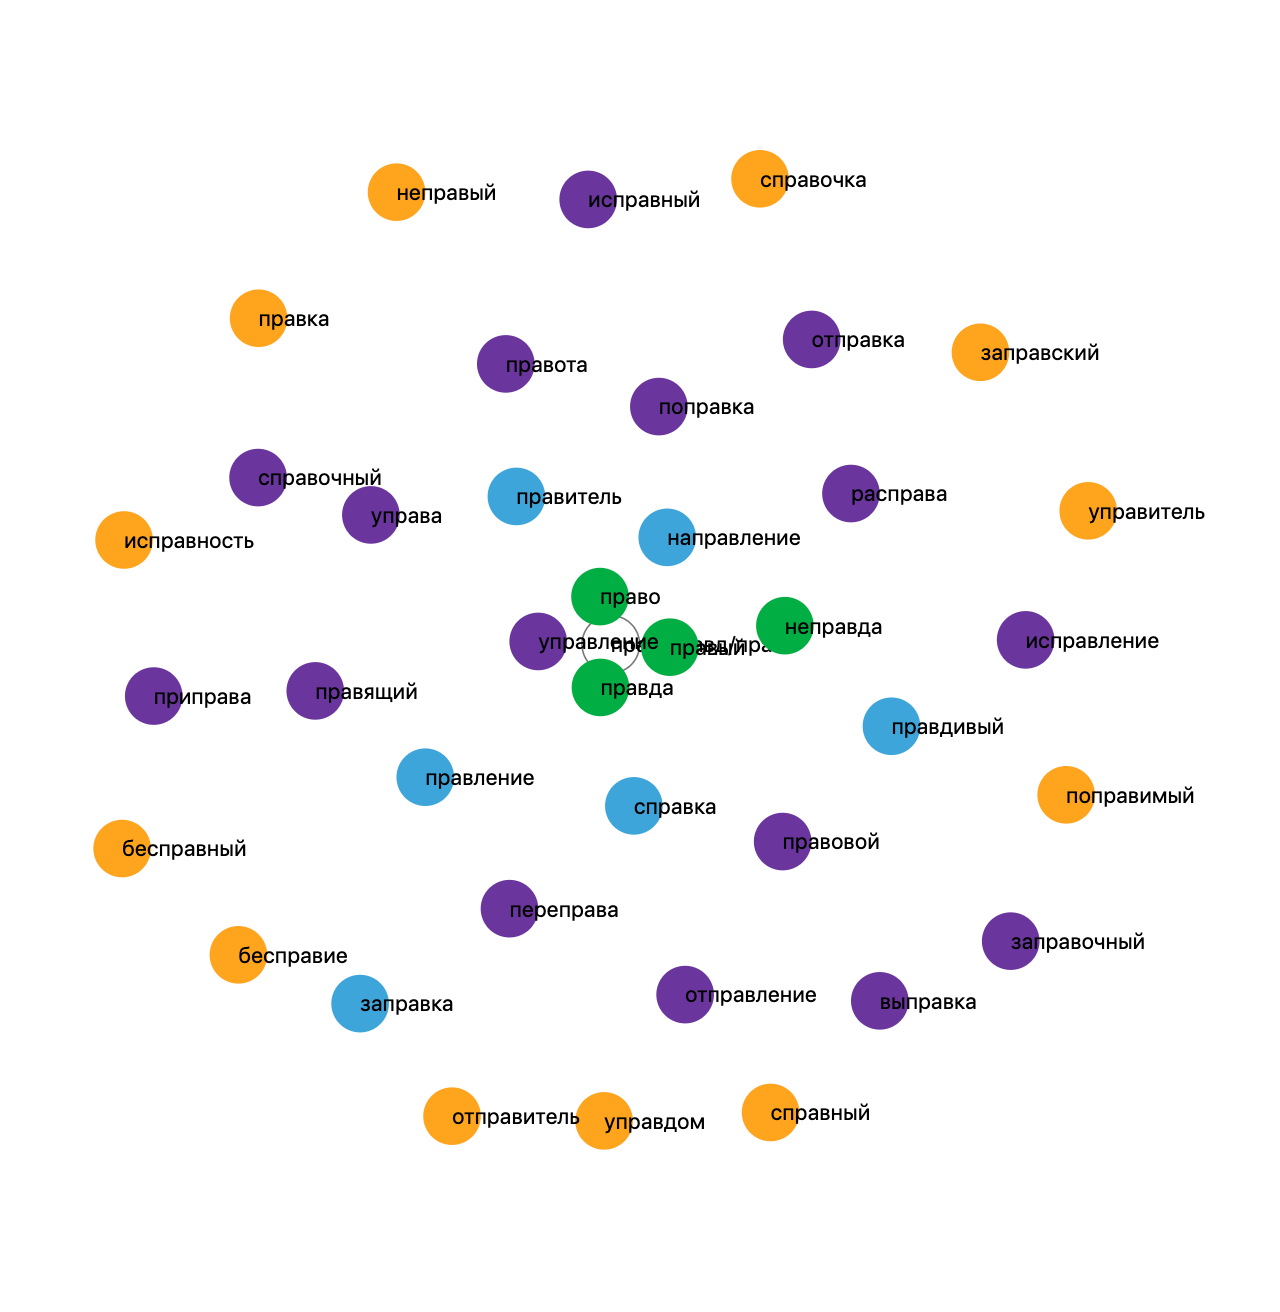 справочка
неправый
исправный
правка
отправка
заправский
правота
поправка
справочный
правитель
расправа
управа
управитель
направление
исправность
право
неправда
управление
исправление
правый
правда
правящий
приправа
правдивый
правление
поправимый
справка
правовой
бесправный
переправа
заправочный
бесправие
отправление
выправка
заправка
справный
отправитель
управдом